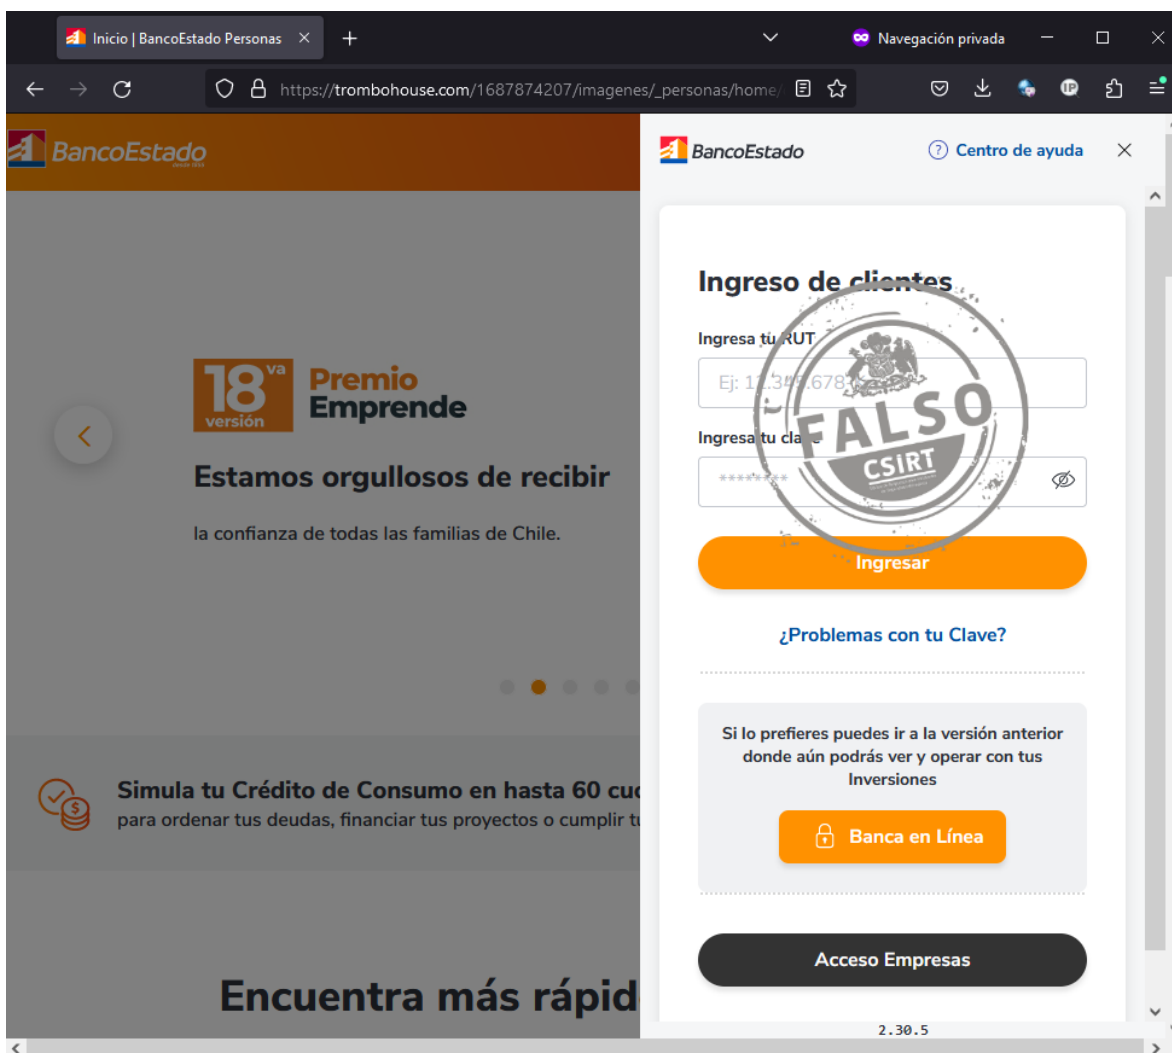 Inicio | BancoEstado Personas
Navegación privada
https://trombohouse.com/1687874207/imagenes/_personas/home/
BancoEstado
BancoEstado
Centro de ayuda
18 va
versión
Premio
Emprende
Estamos orgullosos de recibir
la confianza de todas las familias de Chile.
Simula tu Crédito de Consumo en hasta 60
para ordenar tus deudas, financiar tus proyectos o cumplir
Encuentra más
Ingreso de clientes
Ingresa tu RUT
Ej:
Ingresa tu clave
********
FALSO
CSIRT
Ingresar
¿Problemas con tu Clave?
Si lo prefieres puedes ir a la versión anterior
donde aún podrás ver y operar con tus
Inversiones
Banca en Línea
Acceso Empresas
2.30.5